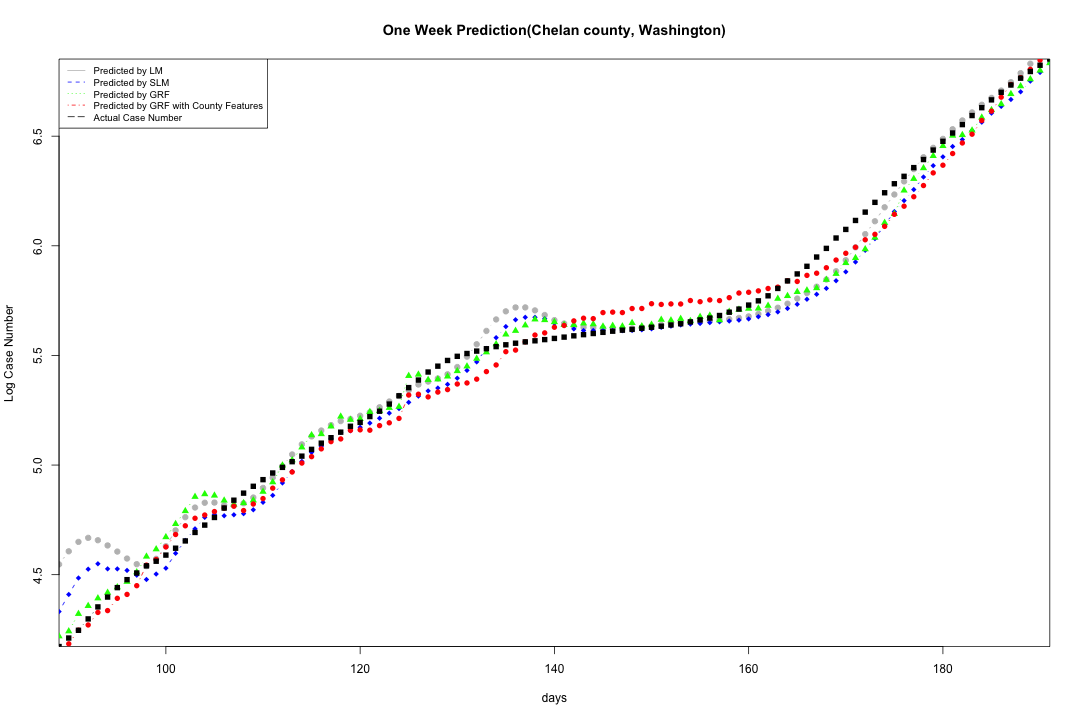 One Week Prediction(Chelan county, Washington)
Predicted by LM
Predicted by SLM
Predicted by GRF
Predicted by GRF with County Features
Actual Case Number
Log Case Number
6.5
6.0
5.5
5.0
4.5
100 120 140 160 180
days